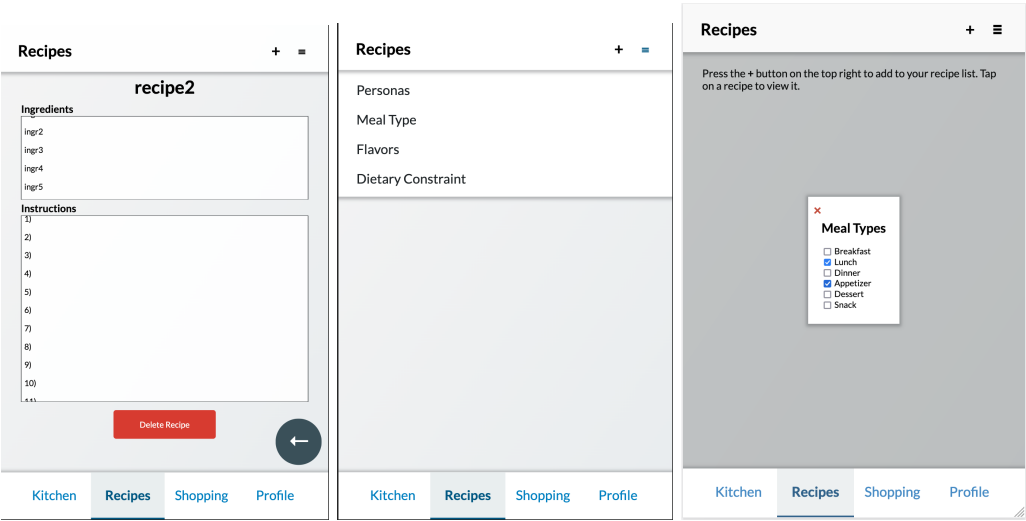 Recipes
+ =
recipe2
Ingredients
ingr2
ingr3
ingr4
ingr5
Instructions
1)
2)
3)
4)
5)
6)
7)
8)
9)
10)
11)
Delete Recipe
←
Kitchen Recipes Shopping Profile
Recipes
+ =
Personas
Meal Type
Flavors
Dietary Constraint
Kitchen Recipes Shopping Profile
Recipes
+ ≡
Press the + button on the top right to add to your recipe list. Tap
on a recipe to view it.
×
Meal Types
Breakfast
Lunch
Dinner
Appetizer
Dessert
Snack
Kitchen Recipes Shopping Profile